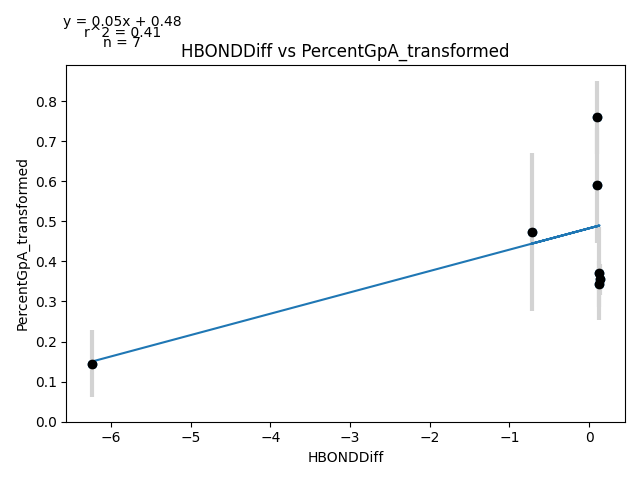 y = 0.05x + 0.48
r^2 = 0.41
n = 7
HBONDDiff vs PercentGpA_transformed
PercentGpA_transformed
0.8
0.7
0.6
0.5
0.4
0.3
0.2
0.1
0.0
−6 −5 −4 −3 −2 −1 0
HBONDDiff